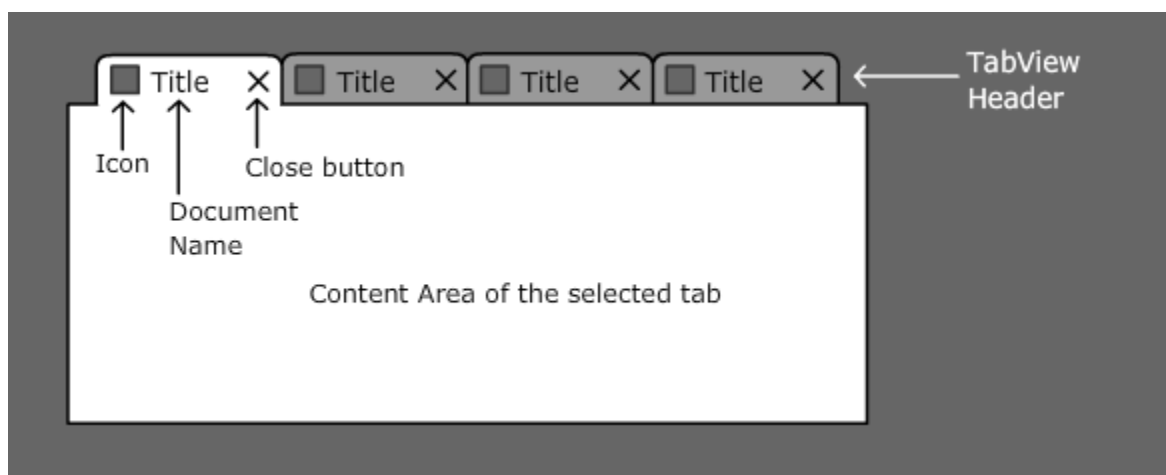 Title
Title
Title
Title
TabView
Header
Icon
Close button
Document
Name
Content Area of the selected tab